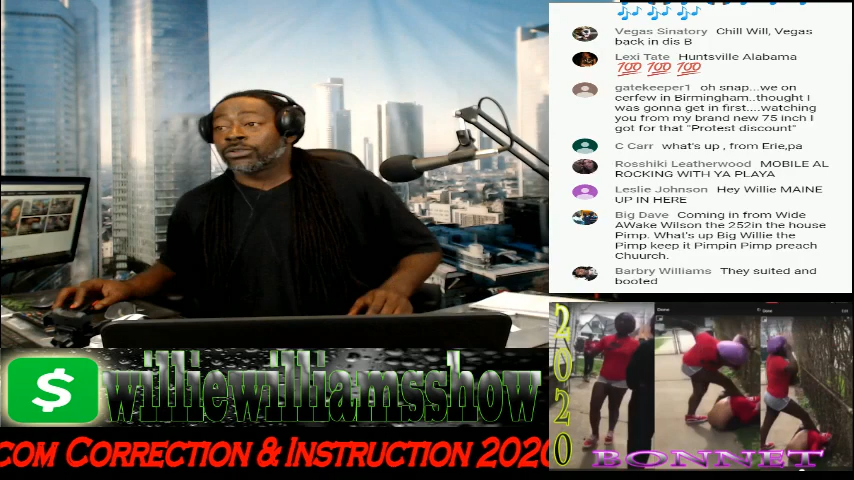 Vegas Sinatory Chill Will, Vegas
back in dis B
Lexi Tate Huntsville Alabama
💯 💯 💯
gatekeeper1 oh snap...we on
cerfew in Birmingham..thought I
was gonna get in first....watching
you from my brand new 75 inch I
got for that "Protest discount"
C Carr what's up , from Erie,pa
Rosshiki Leatherwood MOBILE AL
ROCKING WITH YA PLAYA
Leslie Johnson Hey Willie MAINE
UP IN HERE
Big Dave Coming in from Wide
AWake Wilson the 252in the house
Pimp. What's up Big Willie the
Pimp keep it Pimpin Pimp preach
Chuurch.
Barbry Williams They suited and
booted
$ williewilliamsshow
COM CORRECTION & INSTRUCTION 2020
2020
BONNET